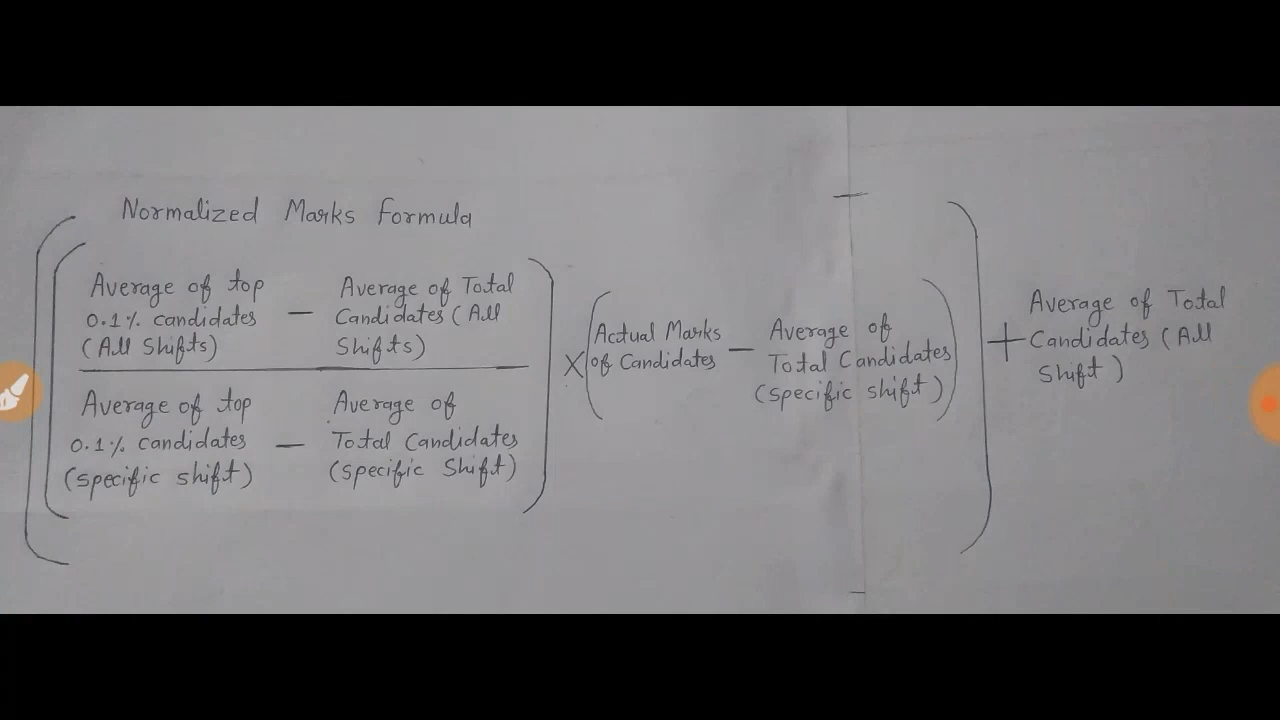 Normalized Marks formula
Average of top
0.1% candidates
(All Shifts)
—
Average of Total
Candidates (All
Shifts)
Average of top
0.1% candidates
(specific shift)
—
Average of
Total Candidates
(specific Shift)
X
Actual Marks
of Candidates
—
Average of
Total Candidates
(specific shift)
+
Average of Total
Candidates (All
Shift)